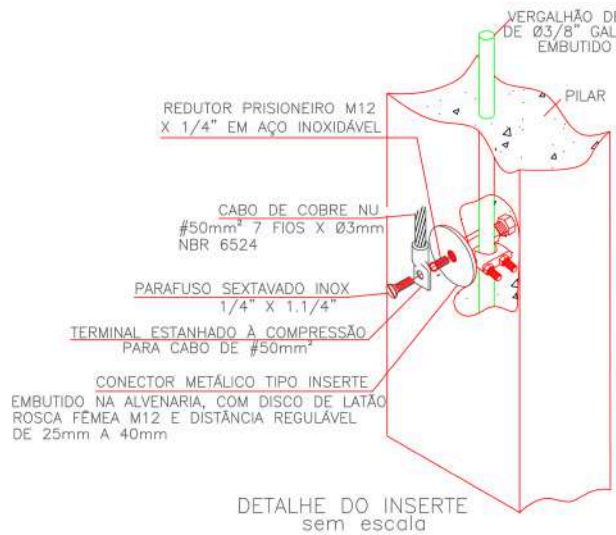 VERGALHÃO DE
DE Ø3/8" GAL
EMBUTIDO
PILAR
REDUTOR PRISIONEIRO M12
X 1/4" EM AÇO INOXIDÁVEL
CABO DE COBRE NU
#50mm² 7 FIOS X Ø3mm
NBR 6524
PARAFUSO SEXTAVADO INOX
1/4" X 1.1/4"
TERMINAL ESTANHADO À COMPRESSÃO
PARA CABO DE #50mm²
CONECTOR METÁLICO TIPO INSERTE
EMBUTIDO NA ALVENARIA, COM DISCO DE LATÃO
ROSCA FÊMEA M12 E DISTÂNCIA REGULÁVEL
DE 25mm A 40mm
DETALHE DO INSERTE
sem escala